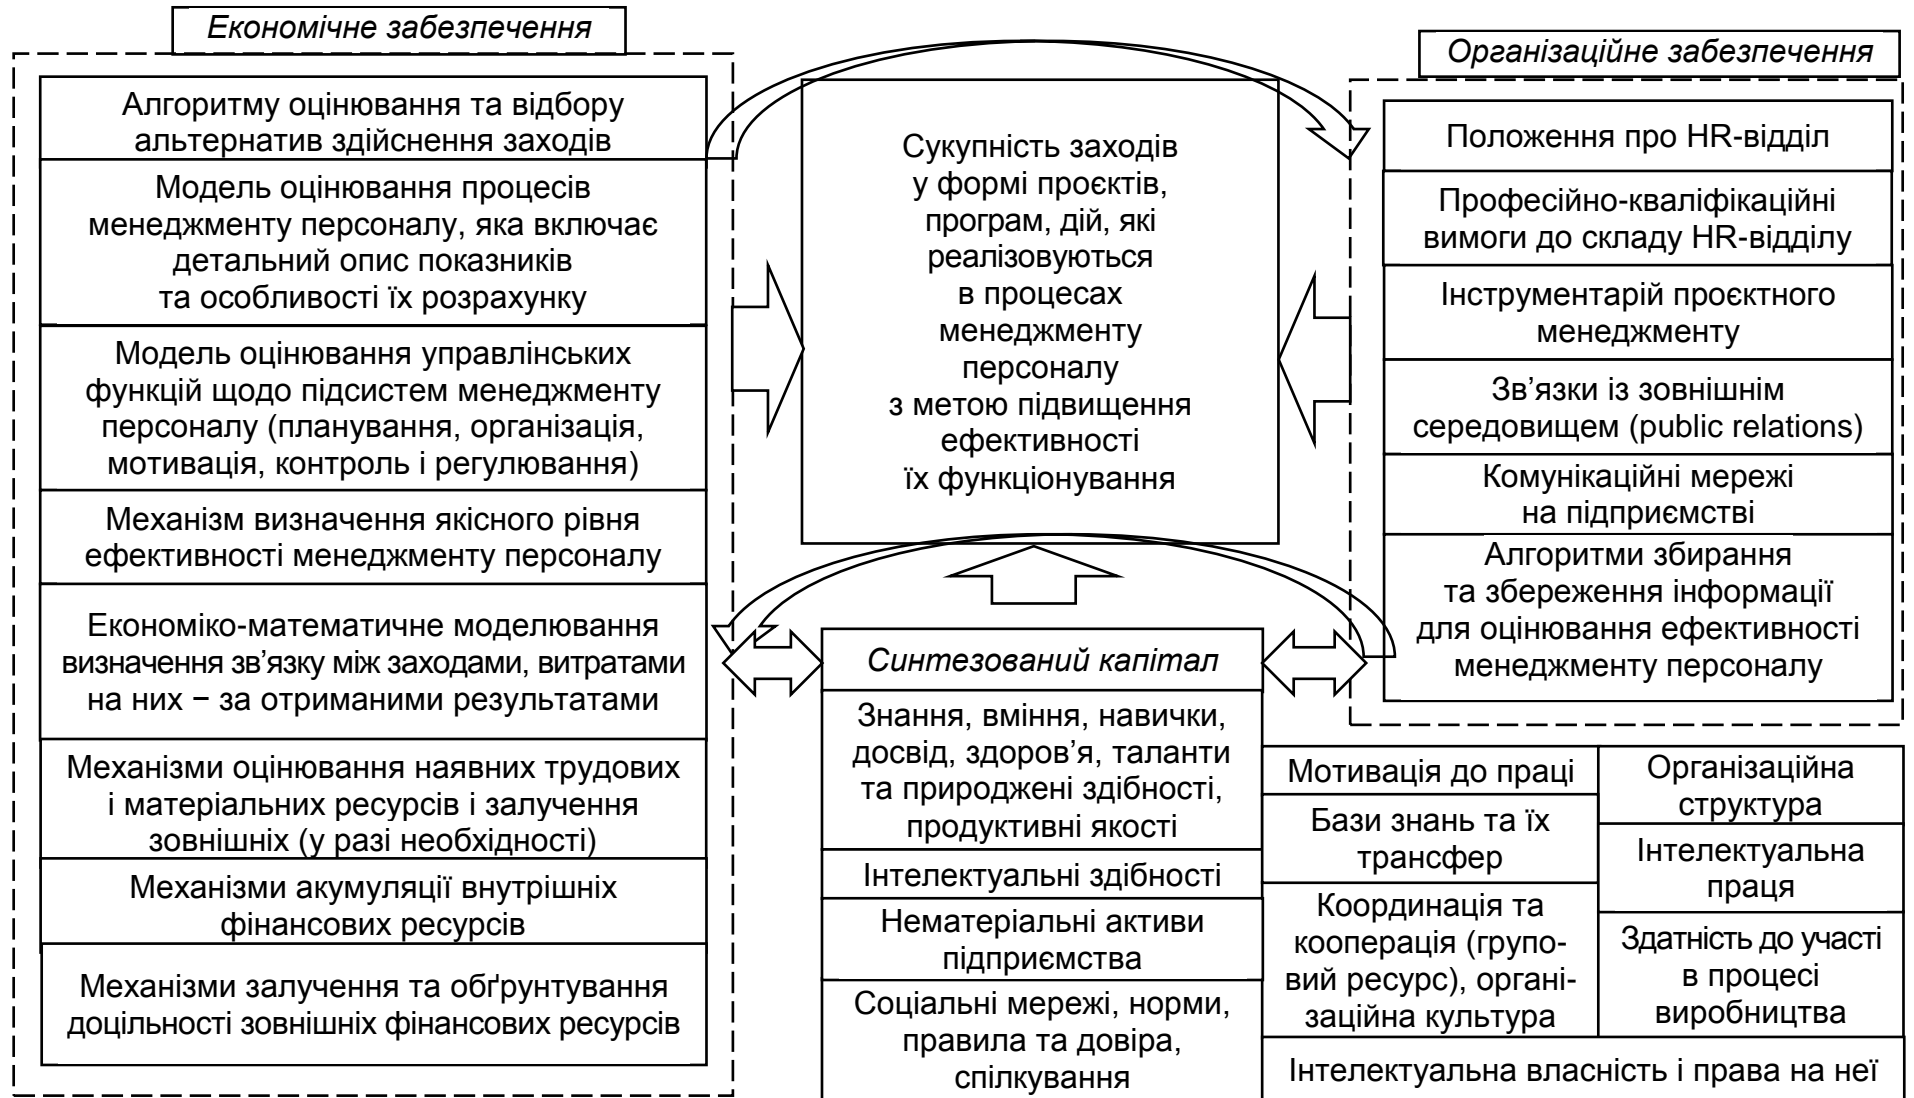 Економічне забезпечення
Алгоритму оцінювання та відбору
альтернатив здійснення заходів
Модель оцінювання процесів
менеджменту персоналу, яка включає
детальний опис показників
та особливості їх розрахунку
Модель оцінювання управлінських
функцій щодо підсистем менеджменту
персоналу (планування, організація,
мотивація, контроль і регулювання)
Механізм визначення якісного рівня
ефективності менеджменту персоналу
Економіко-математичне моделювання
визначення зв’язку між заходами, витратами
на них − за отриманими результатами
Механізми оцінювання наявних трудових
і матеріальних ресурсів і залучення
зовнішніх (у разі необхідності)
Механізми акумуляції внутрішніх
фінансових ресурсів
Механізми залучення та обґрунтування
доцільності зовнішніх фінансових ресурсів
Сукупність заходів
у формі проєктів,
програм, дій, які
реалізовуються
в процесах
менеджменту
персоналу
з метою підвищення
ефективності
їх функціонування
Організаційне забезпечення
Положення про HR-відділ
Професійно-кваліфікаційні
вимоги до складу HR-відділу
Інструментарій проєктного
менеджменту
Зв’язки із зовнішнім
середовищем (public relations)
Комунікаційні мережі
на підприємстві
Алгоритми збирання
та збереження інформації
для оцінювання ефективності
менеджменту персоналу
Синтезований капітал
Знання, вміння, навички,
досвід, здоров’я, таланти
та природжені здібності,
продуктивні якості
Інтелектуальні здібності
Нематеріальні активи
підприємства
Соціальні мережі, норми,
правила та довіра,
спілкування
Мотивація до праці
Бази знань та їх
трансфер
Координація та
кооперація (групо-
вий ресурс), органі-
заційна культура
Організаційна
структура
Інтелектуальна
праця
Здатність до участі
в процесі
виробництва
Інтелектуальна власність і права на неї